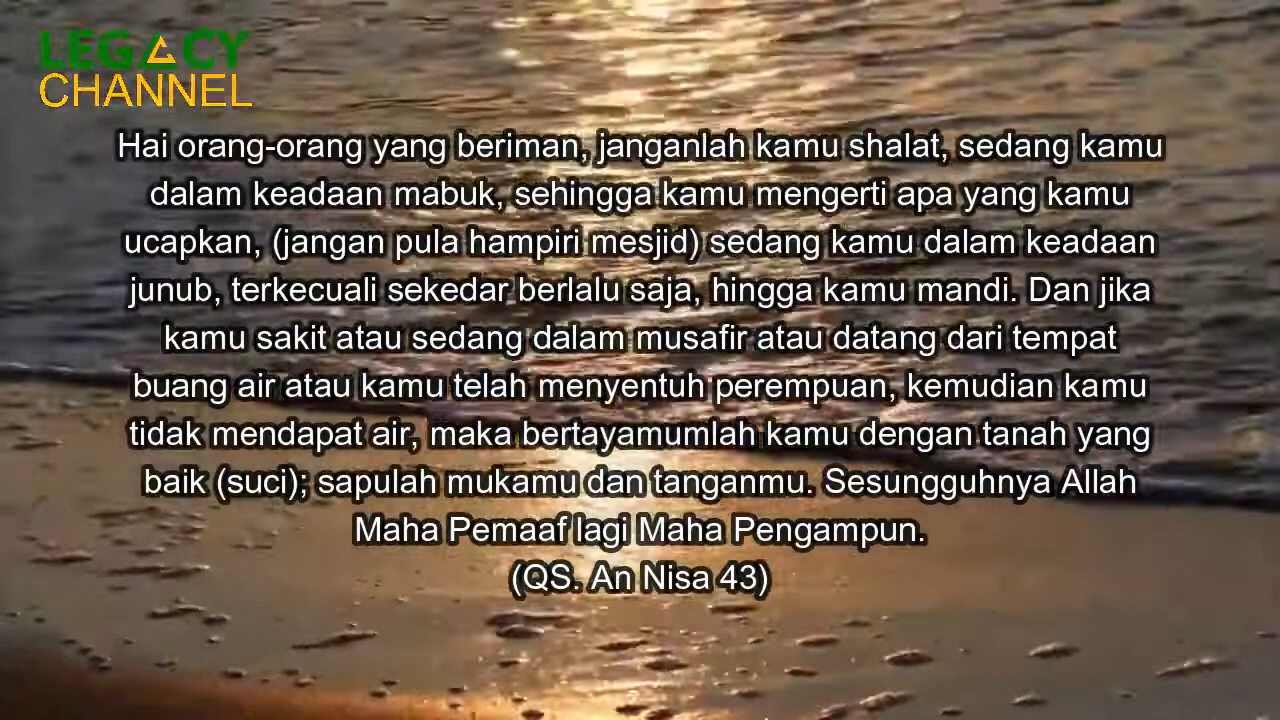 LEGACY
CHANNEL
Hai orang-orang yang beriman, janganlah kamu shalat, sedang kamu
dalam keadaan mabuk, sehingga kamu mengerti apa yang kamu
ucapkan, (jangan pula hampiri mesjid) sedang kamu dalam keadaan
junub, terkecuali sekedar berlalu saja, hingga kamu mandi. Dan jika
kamu sakit atau sedang dalam musafir atau datang dari tempat
buang air atau kamu telah menyentuh perempuan, kemudian kamu
tidak mendapat air, maka bertayamumlah kamu dengan tanah yang
baik (suci); sapulah mukamu dan tanganmu. Sesungguhnya Allah
Maha Pemaaf lagi Maha Pengampun.
(QS. An Nisa 43)